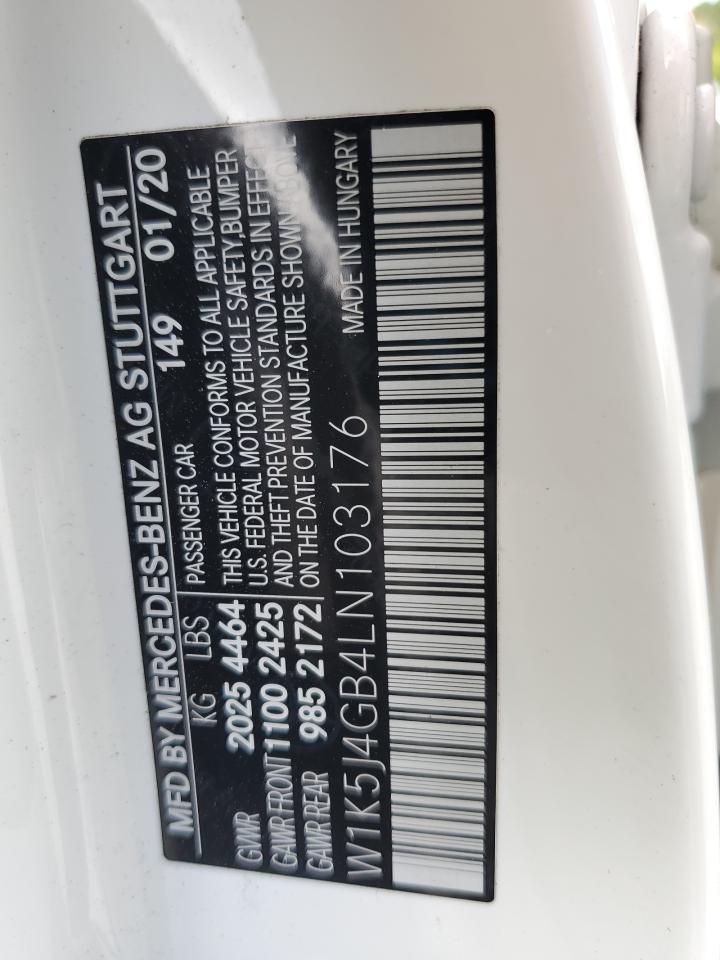 MFD BY MERCEDES-BENZ AG STUTTGART
149 01/20
KG LBS
GVWR 2025 4464
GAWR FRONT 1100 2425
GAWR REAR 985 2172
PASSENGER CAR
THIS VEHICLE CONFORMS TO ALL APPLICABLE
U.S. FEDERAL MOTOR VEHICLE SAFETY,BUMPER
AND THEFT PREVENTION STANDARDS IN EFFECT
ON THE DATE OF MANUFACTURE SHOWN ABOVE
MADE IN HUNGARY
W1K5J4GB4LN103176